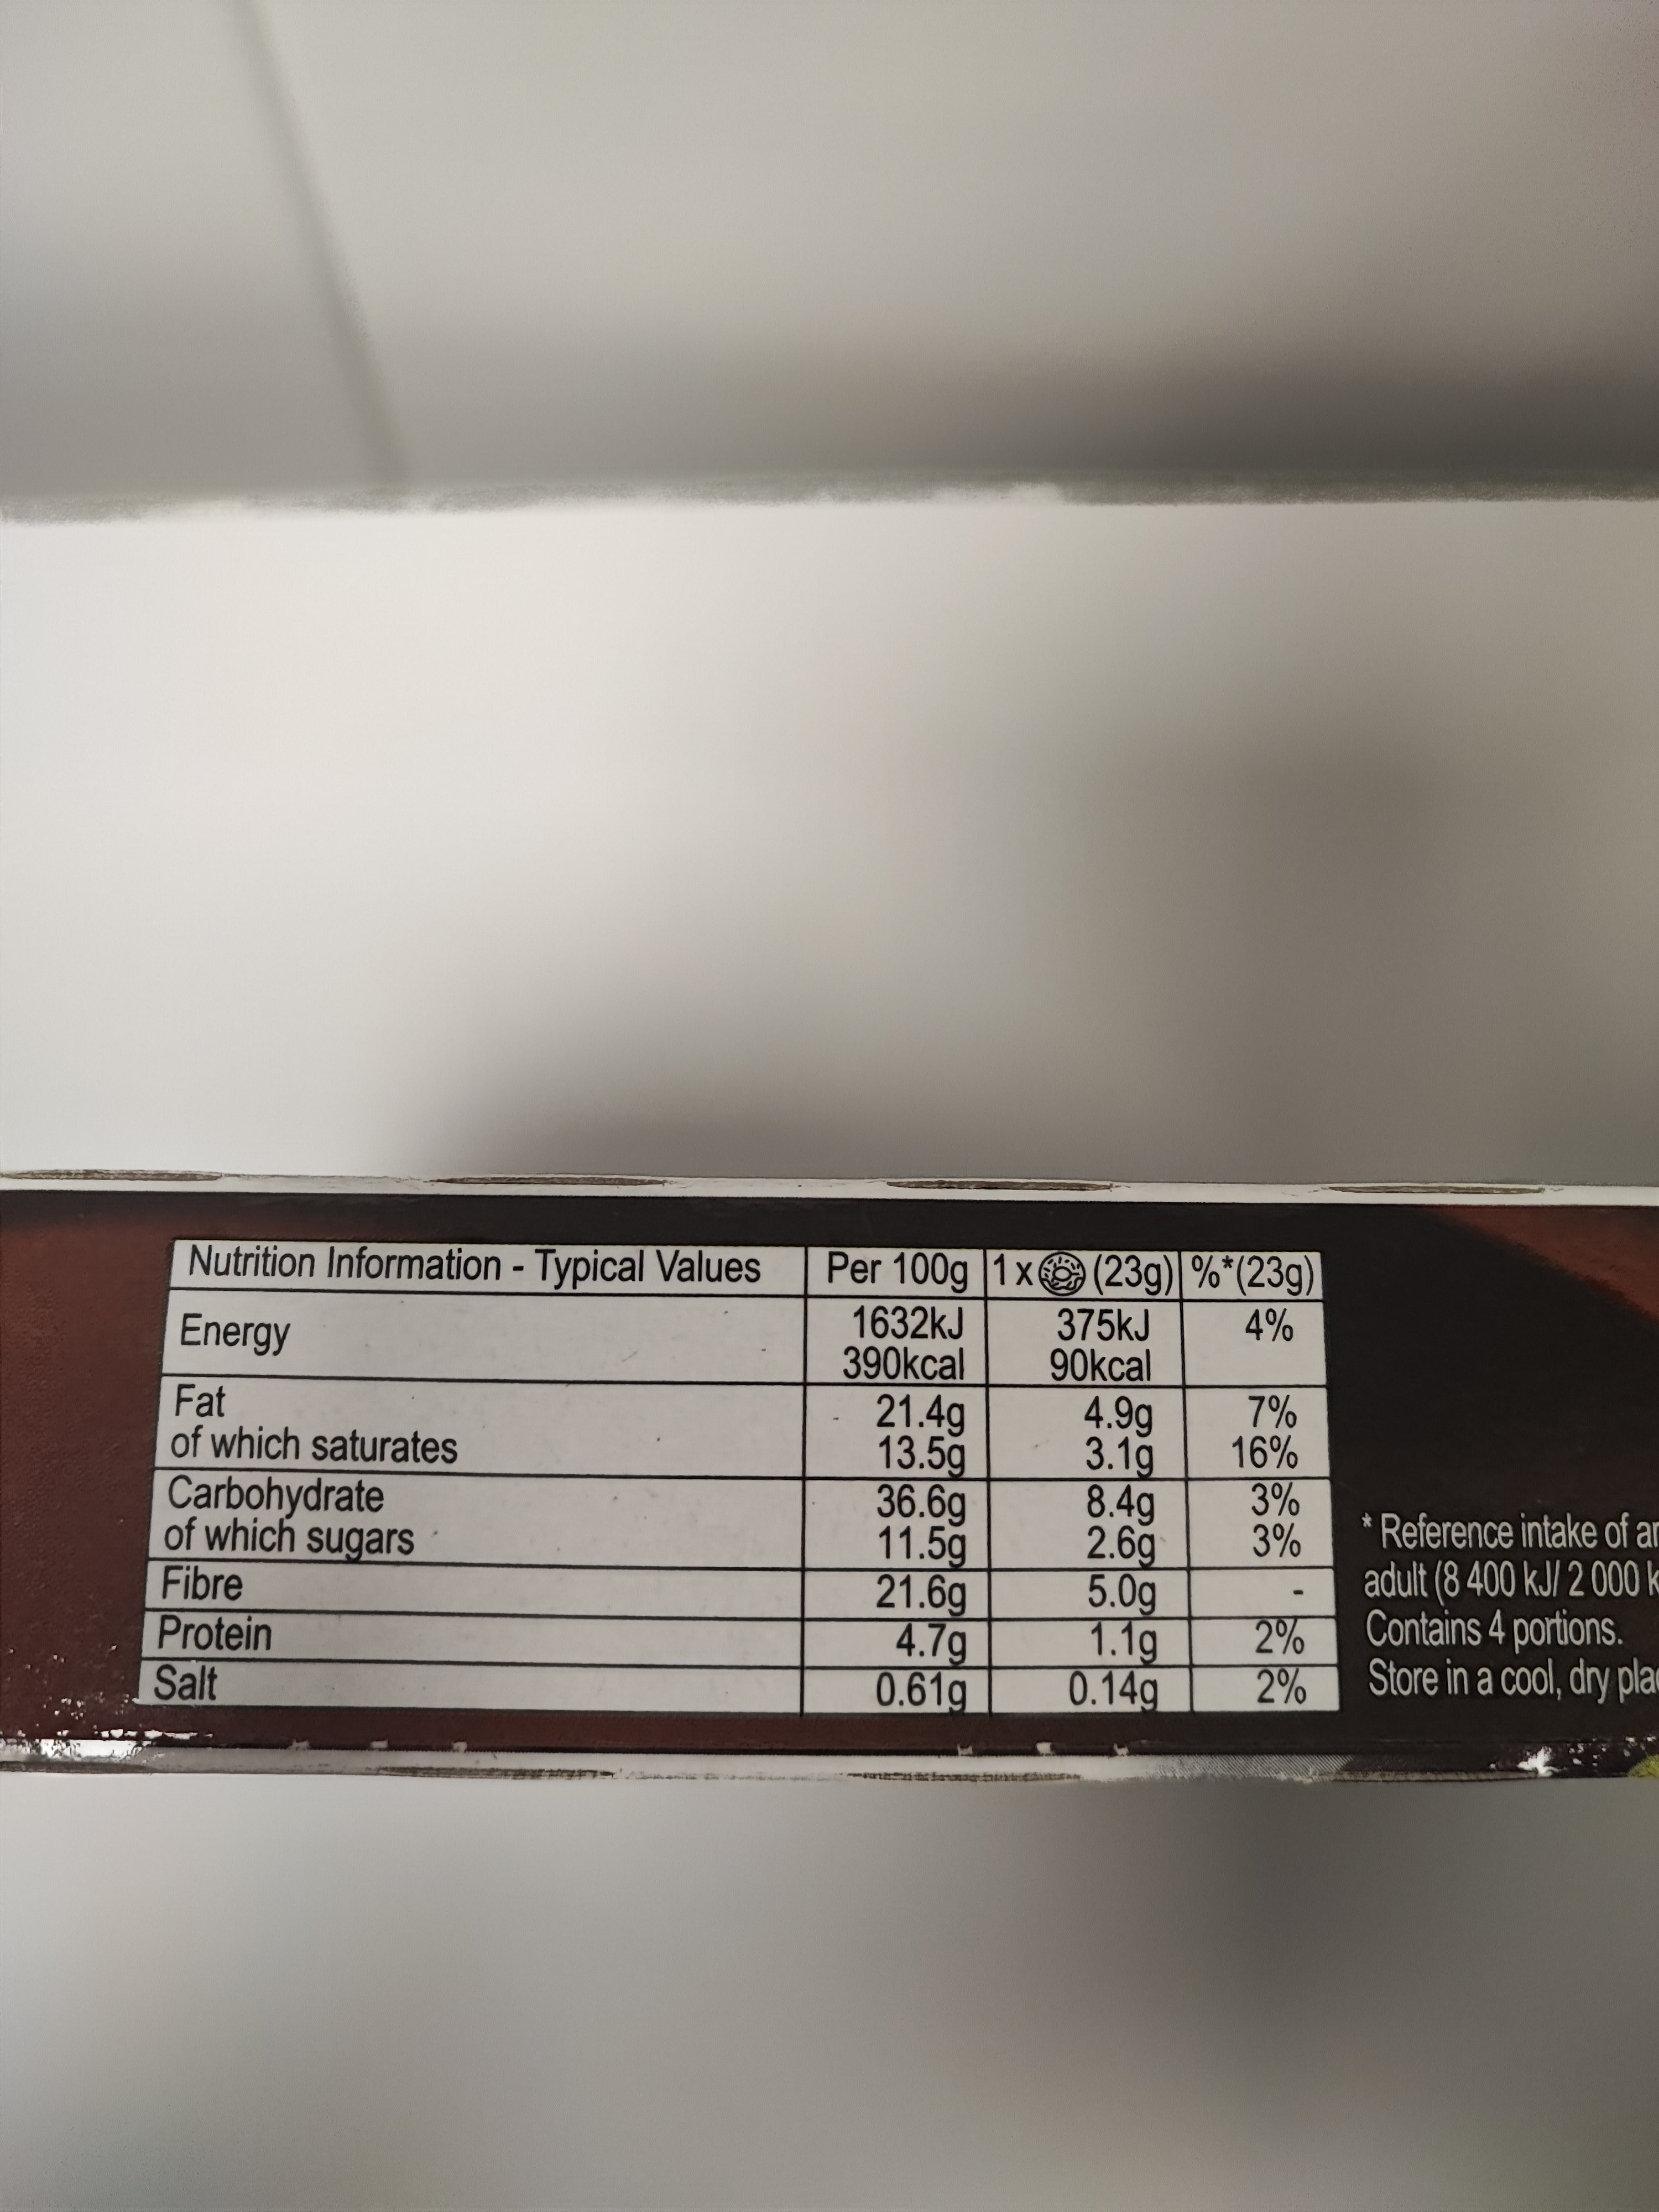 Nutrition Information - Typical Values Per 100g 1 x (23g) %*(23g)
Energy 1632kJ 375kJ 4%
390kcal 90kcal
Fat 21.4g 4.9g 7%
of which saturates 13.5g 3.1g 16%
Carbohydrate 36.6g 8.4g 3%
of which sugars 11.5g 2.6g 3%
Fibre 21.6g 5.0g -
Protein 4.7g 1.1g 2%
Salt 0.61g 0.14g 2%
* Reference intake of
adult (8 400 kJ/ 2 000
Contains 4 portions.
Store in a cool, dry